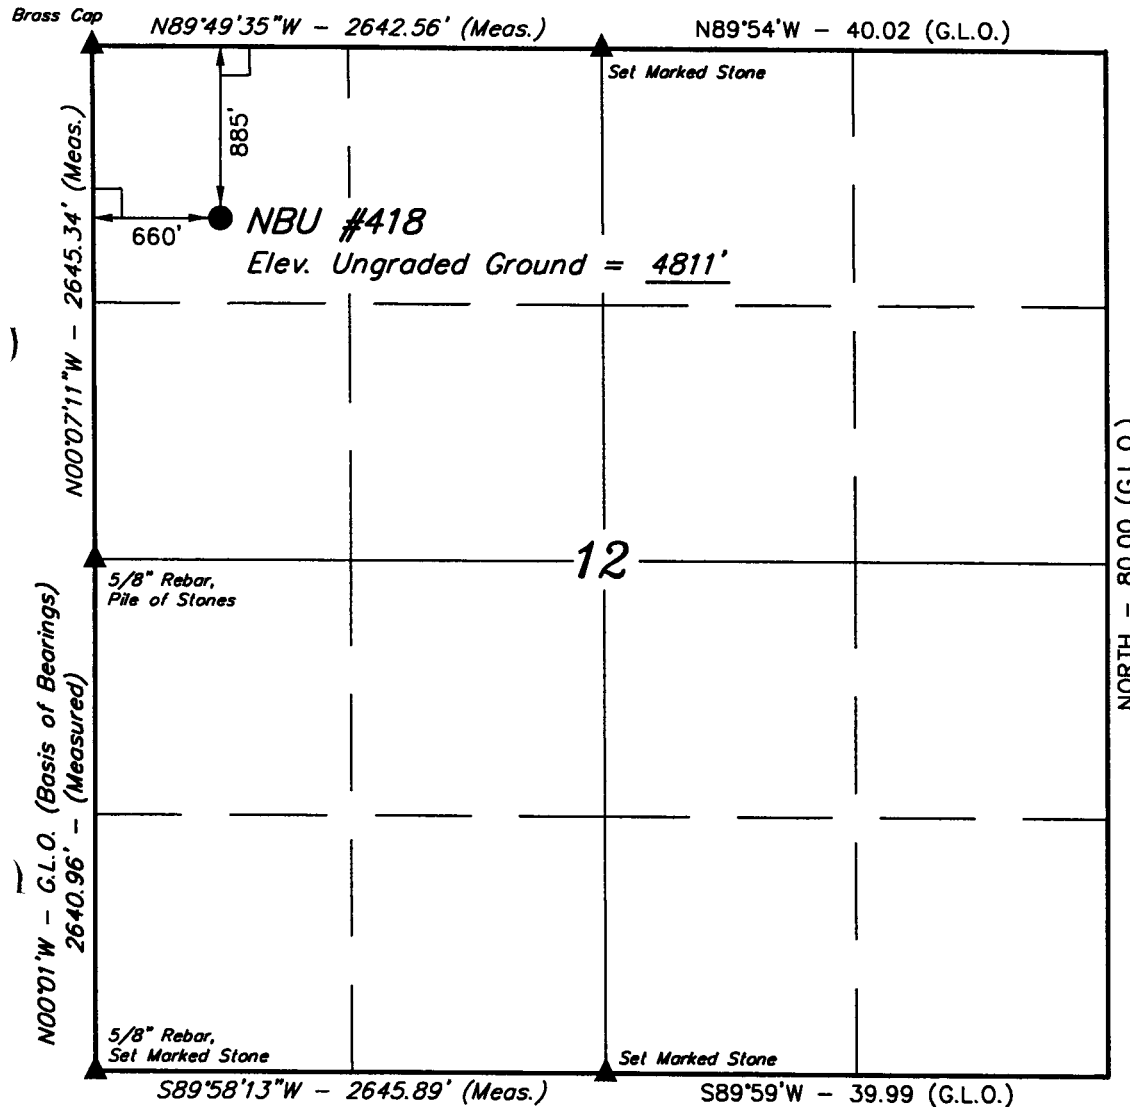 Brass Cap
N89°49'35"W - 2642.56' (Meas.)
N89°54'W - 40.02 (G.L.O.)
Set Marked Stone
885'
N00°07'11"W - 2645.34' (Meas.)
660'
NBU #418
Elev. Ungraded Ground = 4811'
12
5/8" Rebar,
Pile of Stones
NORTH - 80.00 (G.L.O.)
N00°01'W - G.L.O. (Basis of Bearings)
2640.96' - (Measured)
5/8" Rebar,
Set Marked Stone
Set Marked Stone
S89°58'13"W - 2645.89' (Meas.)
S89°59'W - 39.99 (G.L.O.)